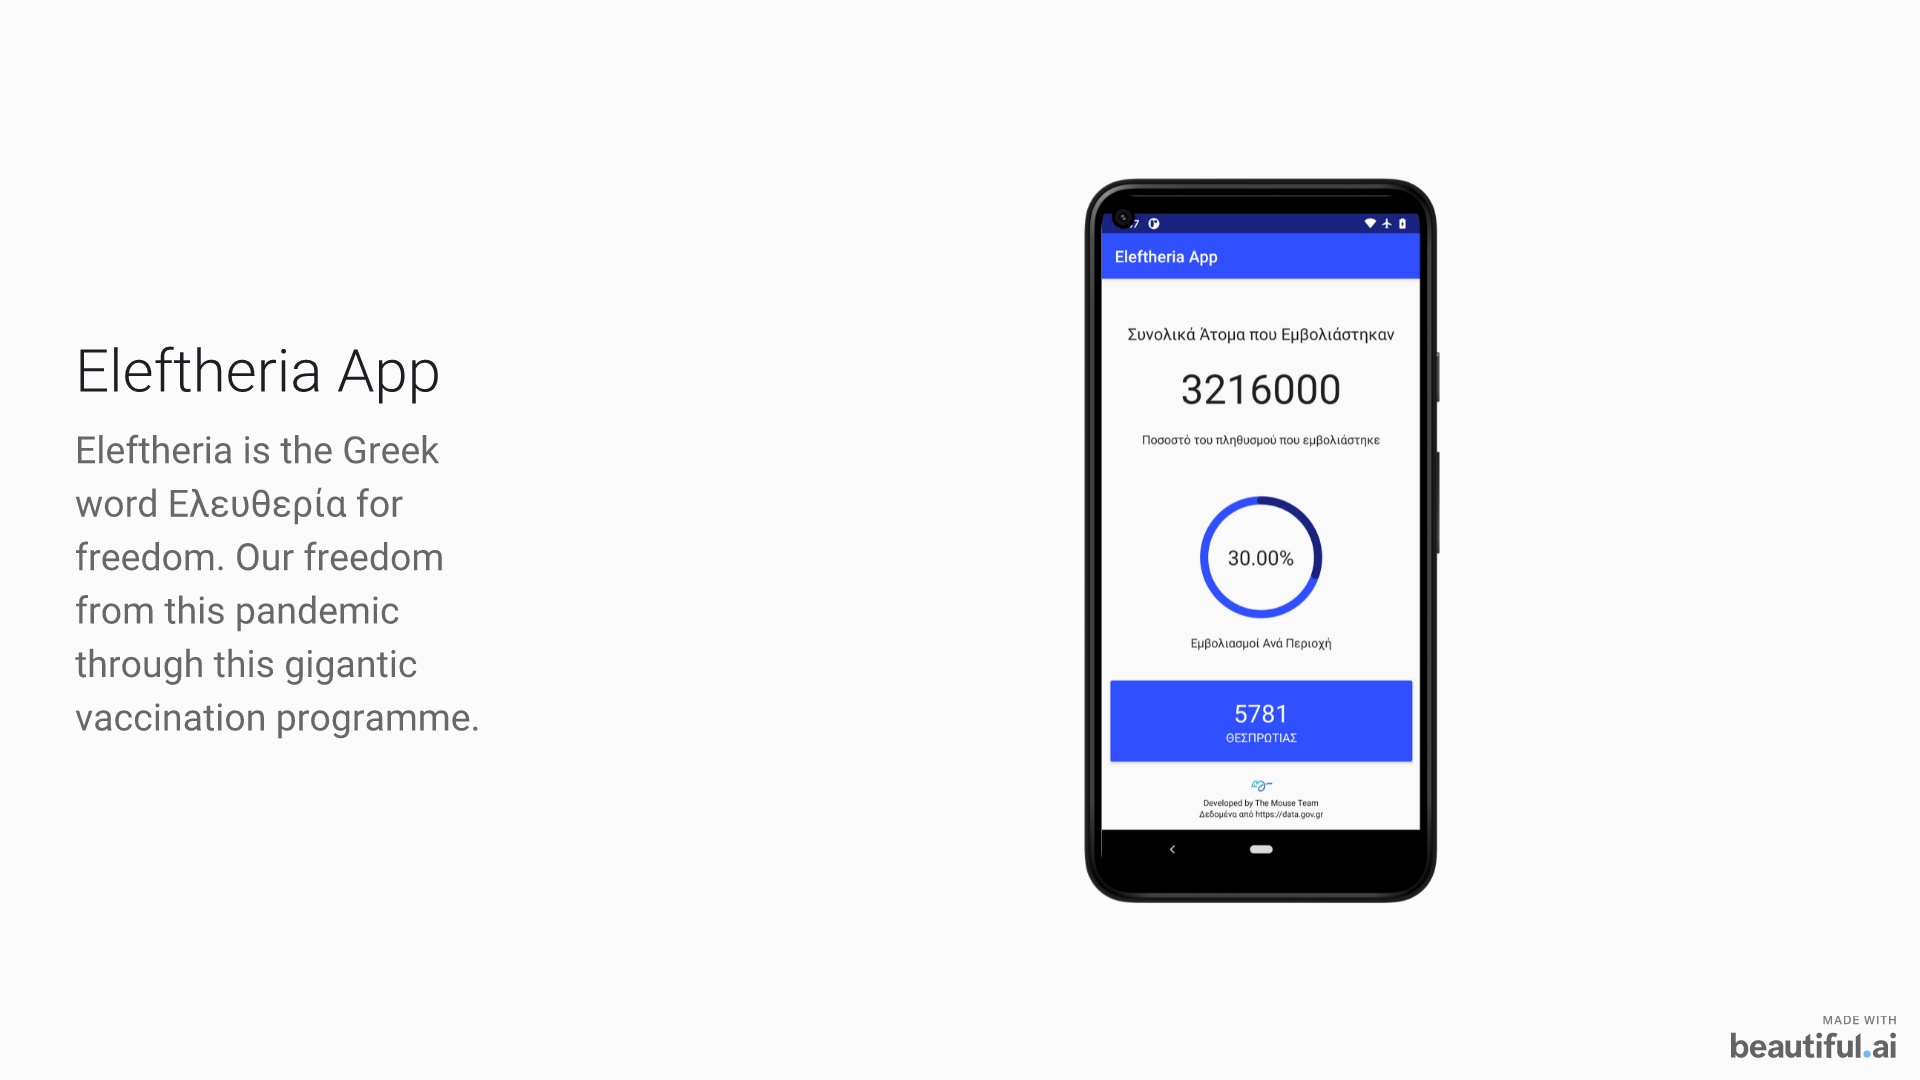 Eleftheria App
Eleftheria is the Greek
word Ελευθερία for
freedom. Our freedom
from this pandemic
through this gigantic
vaccination programme.
Eleftheria App
Συνολικά Άτομα που Εμβολιάστηκαν
3216000
Ποσοστό του πληθυσμού που εμβολιάστηκε
30.00%
Εμβολιασμοί Ανά Περιοχή
5781
ΘΕΣΠΡΩΤΙΑΣ
Developed by The Mouse Team
Δεδομένα από https://data.gov.gr
MADE WITH
beautiful.ai